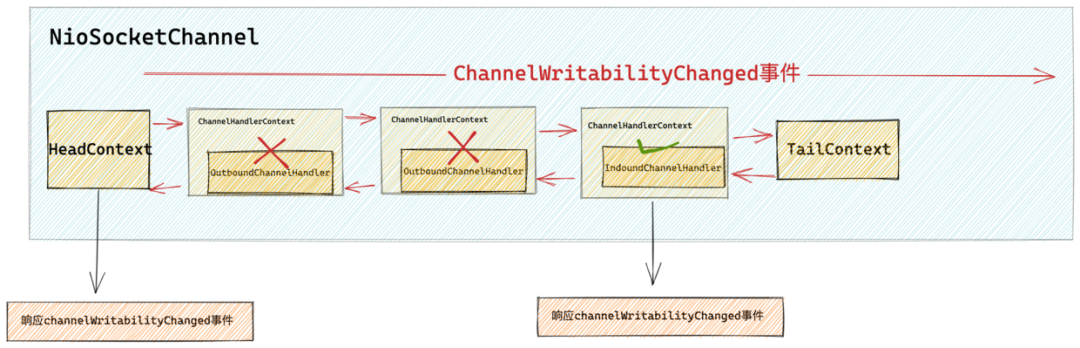 NioSocketChannel
ChannelWritabilityChanged事件
HeadContext
ChannelHandlerContext
OutboundChannelHandler
ChannelHandlerContext
OutboundChannelHandler
ChannelHandlerContext
IndoundChannelHandler
TailContext
响应channelWritabilityChanged事件
响应channelWritabilityChanged事件